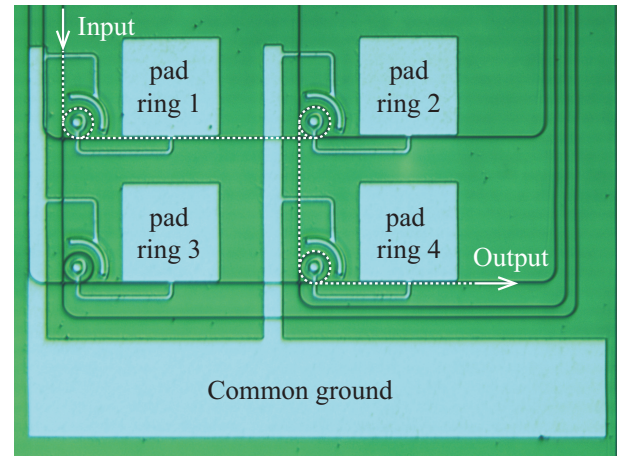 Input
pad
ring 1
pad
ring 2
pad
ring 3
pad
ring 4
Output
Common ground